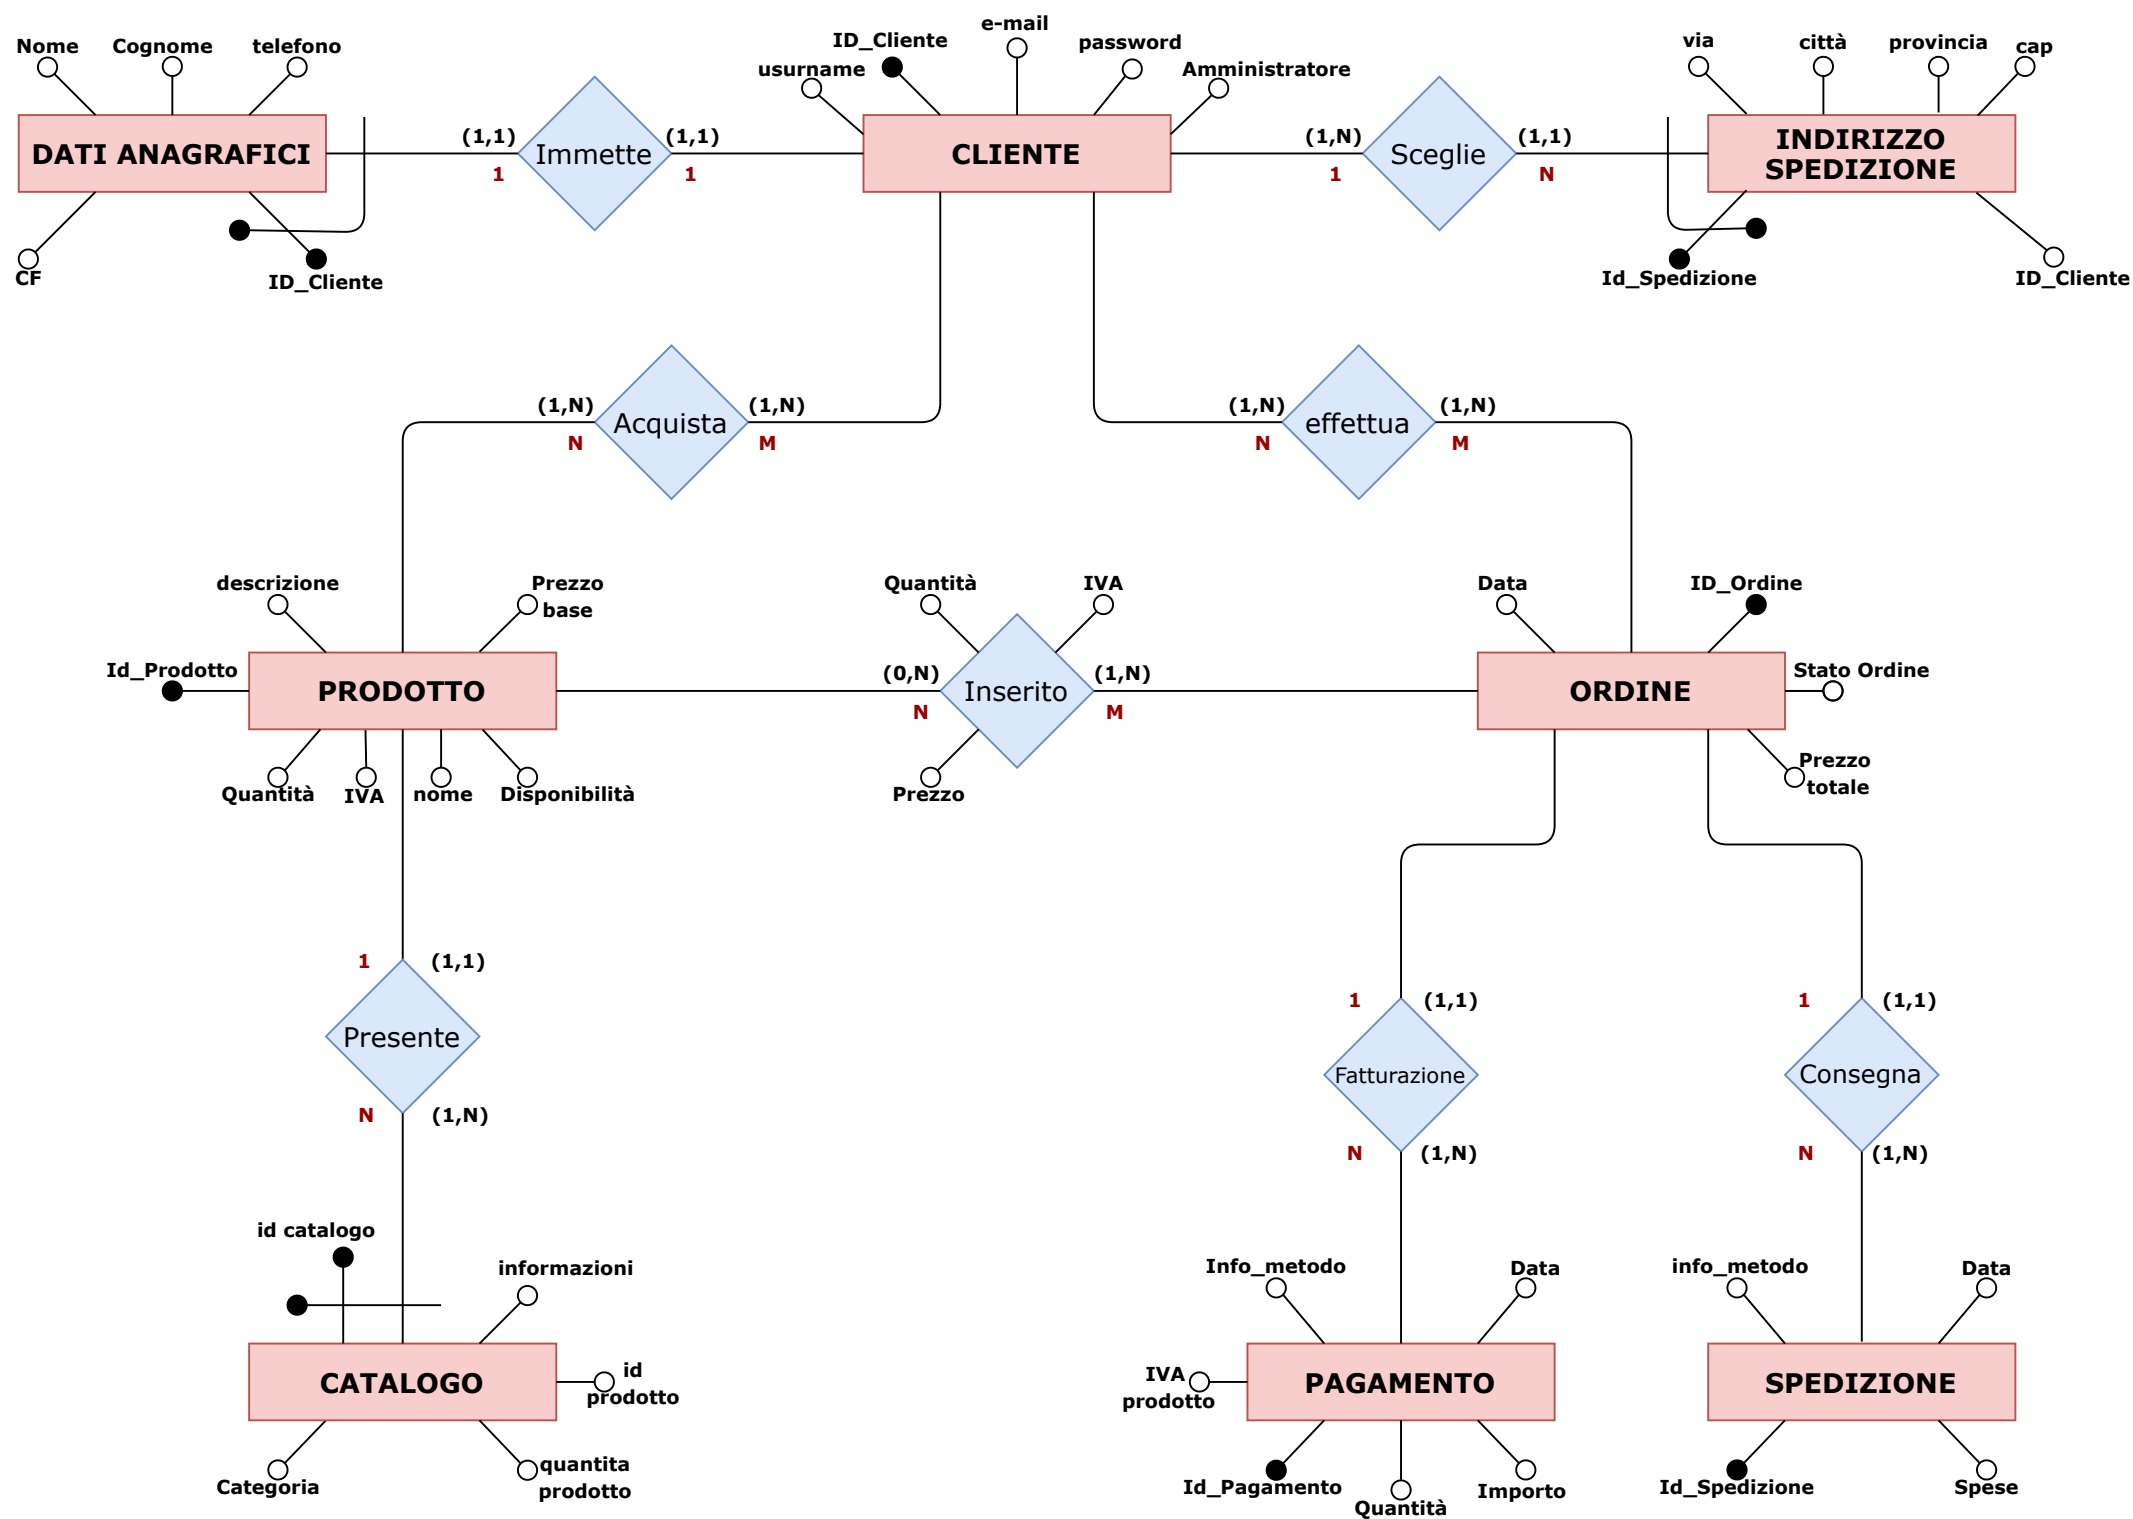 Nome
Cognome
telefono
DATI ANAGRAFICI
CF
ID_Cliente
(1,1)
1
Immette
(1,1)
1
usurname
ID_Cliente
e-mail
password
Amministratore
CLIENTE
(1,N)
1
Sceglie
(1,1)
N
via
città
provincia
cap
INDIRIZZO
SPEDIZIONE
Id_Spedizione
ID_Cliente
(1,N)
N
Acquista
(1,N)
M
(1,N)
N
effettua
(1,N)
M
descrizione
Prezzo
base
Id_Prodotto
PRODOTTO
Quantità
IVA
nome
Disponibilità
Quantità
IVA
(0,N)
N
Inserito
(1,N)
M
Prezzo
Data
ID_Ordine
Stato Ordine
ORDINE
Prezzo
totale
1
(1,1)
Presente
N
(1,N)
1
(1,1)
Fatturazione
N
(1,N)
1
(1,1)
Consegna
N
(1,N)
id catalogo
informazioni
CATALOGO
id
prodotto
Categoria
quantita
prodotto
Info_metodo
Data
IVA
prodotto
PAGAMENTO
Id_Pagamento
Quantità
Importo
info_metodo
Data
SPEDIZIONE
Id_Spedizione
Spese